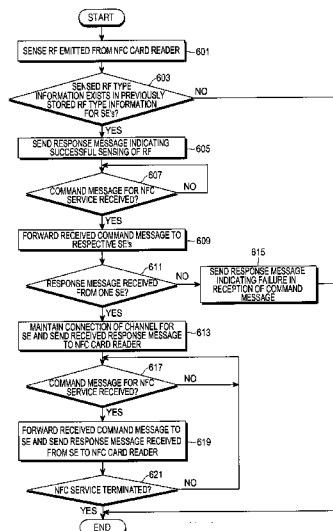 START
SENSE RF EMITTED FROM NFC CARD READER
601
603
SENSED RF TYPE
INFORMATION EXISTS IN PREVIOUSLY
STORED RF TYPE INFORMATION
FOR SE's?
NO
YES
SEND RESPONSE MESSAGE INDICATING
SUCCESSFUL SENSING OF RF
605
607
COMMAND MESSAGE FOR NFC
SERVICE RECEIVED?
NO
YES
FORWARD RECEIVED COMMAND MESSAGE TO
RESPECTIVE SE's
609
611
RESPONSE MESSAGE RECEIVED
FROM ONE SE?
NO
615
SEND RESPONSE MESSAGE
INDICATING FAILURE IN
RECEPTION OF COMMAND
MESSAGE
YES
MAINTAIN CONNECTION OF CHANNEL FOR
SE AND SEND RECEIVED RESPONSE MESSAGE
TO NFC CARD READER
613
617
COMMAND MESSAGE FOR NFC
SERVICE RECEIVED?
NO
YES
FORWARD RECEIVED COMMAND MESSAGE TO
SE AND SEND RESPONSE MESSAGE RECEIVED
FROM SE TO NFC CARD READER
619
621
NFC SERVICE TERMINATED?
NO
YES
END